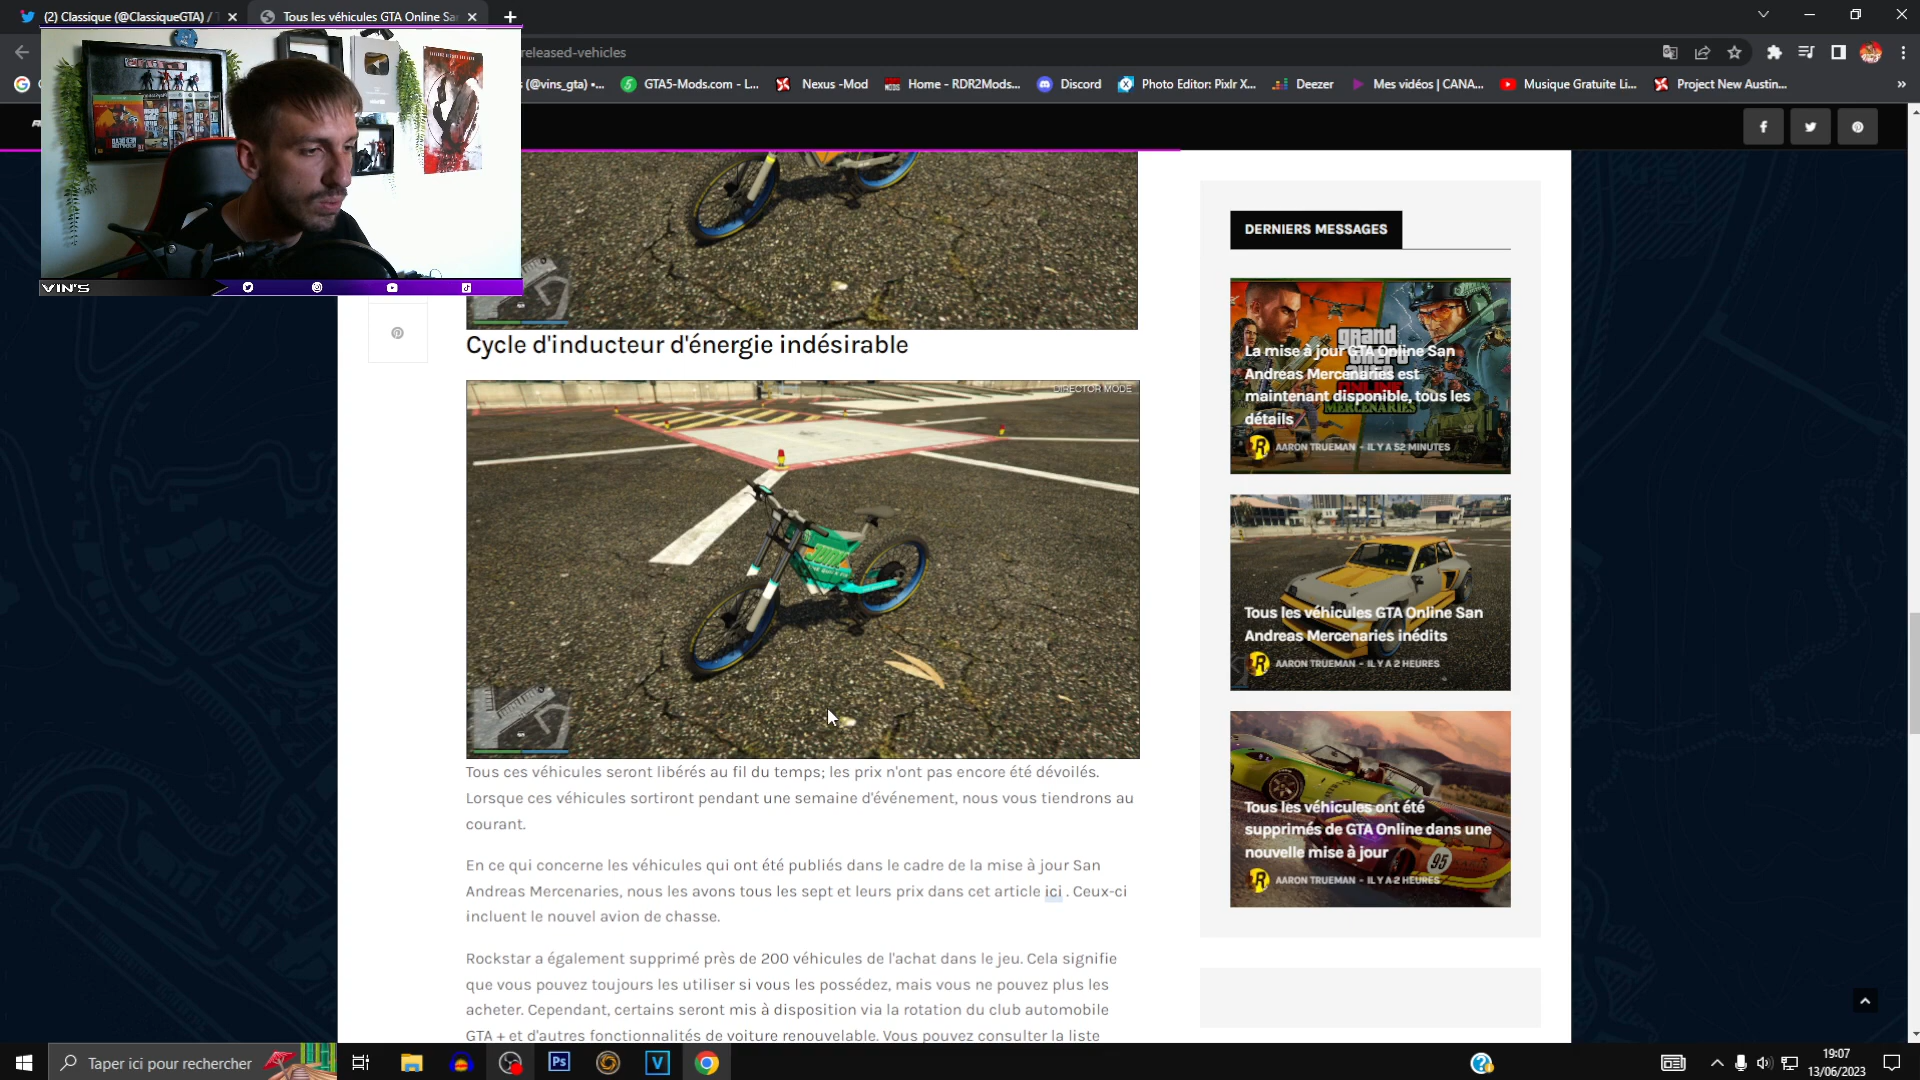 (2) Classique (@ClassiqueGTA) /
Tous les véhicules GTA Online Sa
released-vehicles
(@vins_gta) •...
GTA5-Mods.com - L...
Nexus -Mod
Home - RDR2Mods...
Discord
Photo Editor: Pixlr X...
Deezer
Mes vidéos | CANA...
Musique Gratuite Li...
Project New Austin...
VIN'S
Cycle d'inducteur d'énergie indésirable
DIRECTOR MODE
Tous ces véhicules seront libérés au fil du temps; les prix n'ont pas encore été dévoilés.
Lorsque ces véhicules sortiront pendant une semaine d'événement, nous vous tiendrons au
courant.
En ce qui concerne les véhicules qui ont été publiés dans le cadre de la mise à jour San
Andreas Mercenaries, nous les avons tous les sept et leurs prix dans cet article ici . Ceux-ci
incluent le nouvel avion de chasse.
Rockstar a également supprimé près de 200 véhicules de l'achat dans le jeu. Cela signifie
que vous pouvez toujours les utiliser si vous les possédez, mais vous ne pouvez plus les
acheter. Cependant, certains seront mis à disposition via la rotation du club automobile
GTA + et d'autres fonctionnalités de voiture renouvelable. Vous pouvez consulter la liste
DERNIERS MESSAGES
grand
theft
auto
ONLINE
MERCENARIES
La mise à jour GTA Online San
Andreas Mercenaries est
maintenant disponible, tous les
détails
AARON TRUEMAN - IL Y A 52 MINUTES
Tous les véhicules GTA Online San
Andreas Mercenaries inédits
AARON TRUEMAN - IL Y A 2 HEURES
Tous les véhicules ont été
supprimés de GTA Online dans une
nouvelle mise à jour
95
AARON TRUEMAN - IL Y A 2 HEURES
Taper ici pour rechercher
Ps
V
19:07
13/06/2023